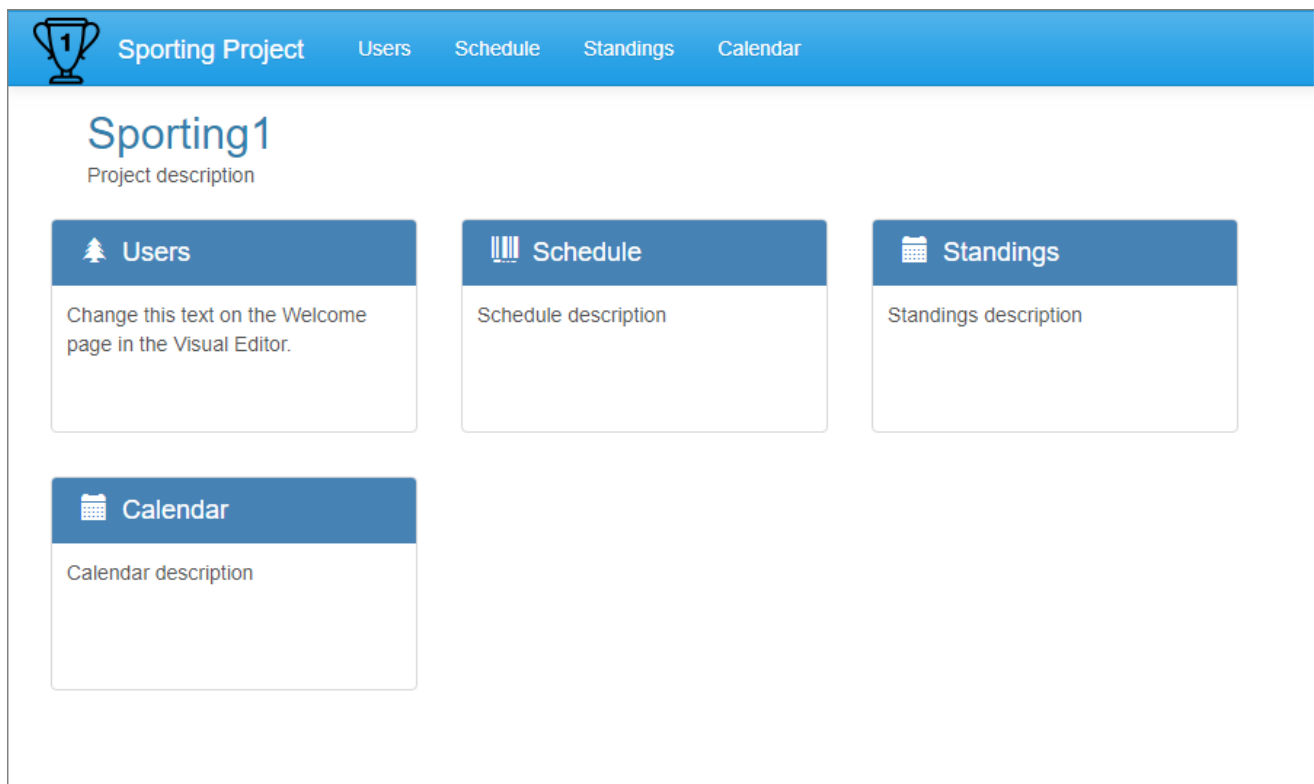 1
Sporting Project Users Schedule Standings Calendar
Sporting1
Project description
Users
Change this text on the Welcome
page in the Visual Editor.
Schedule
Schedule description
Standings
Standings description
Calendar
Calendar description